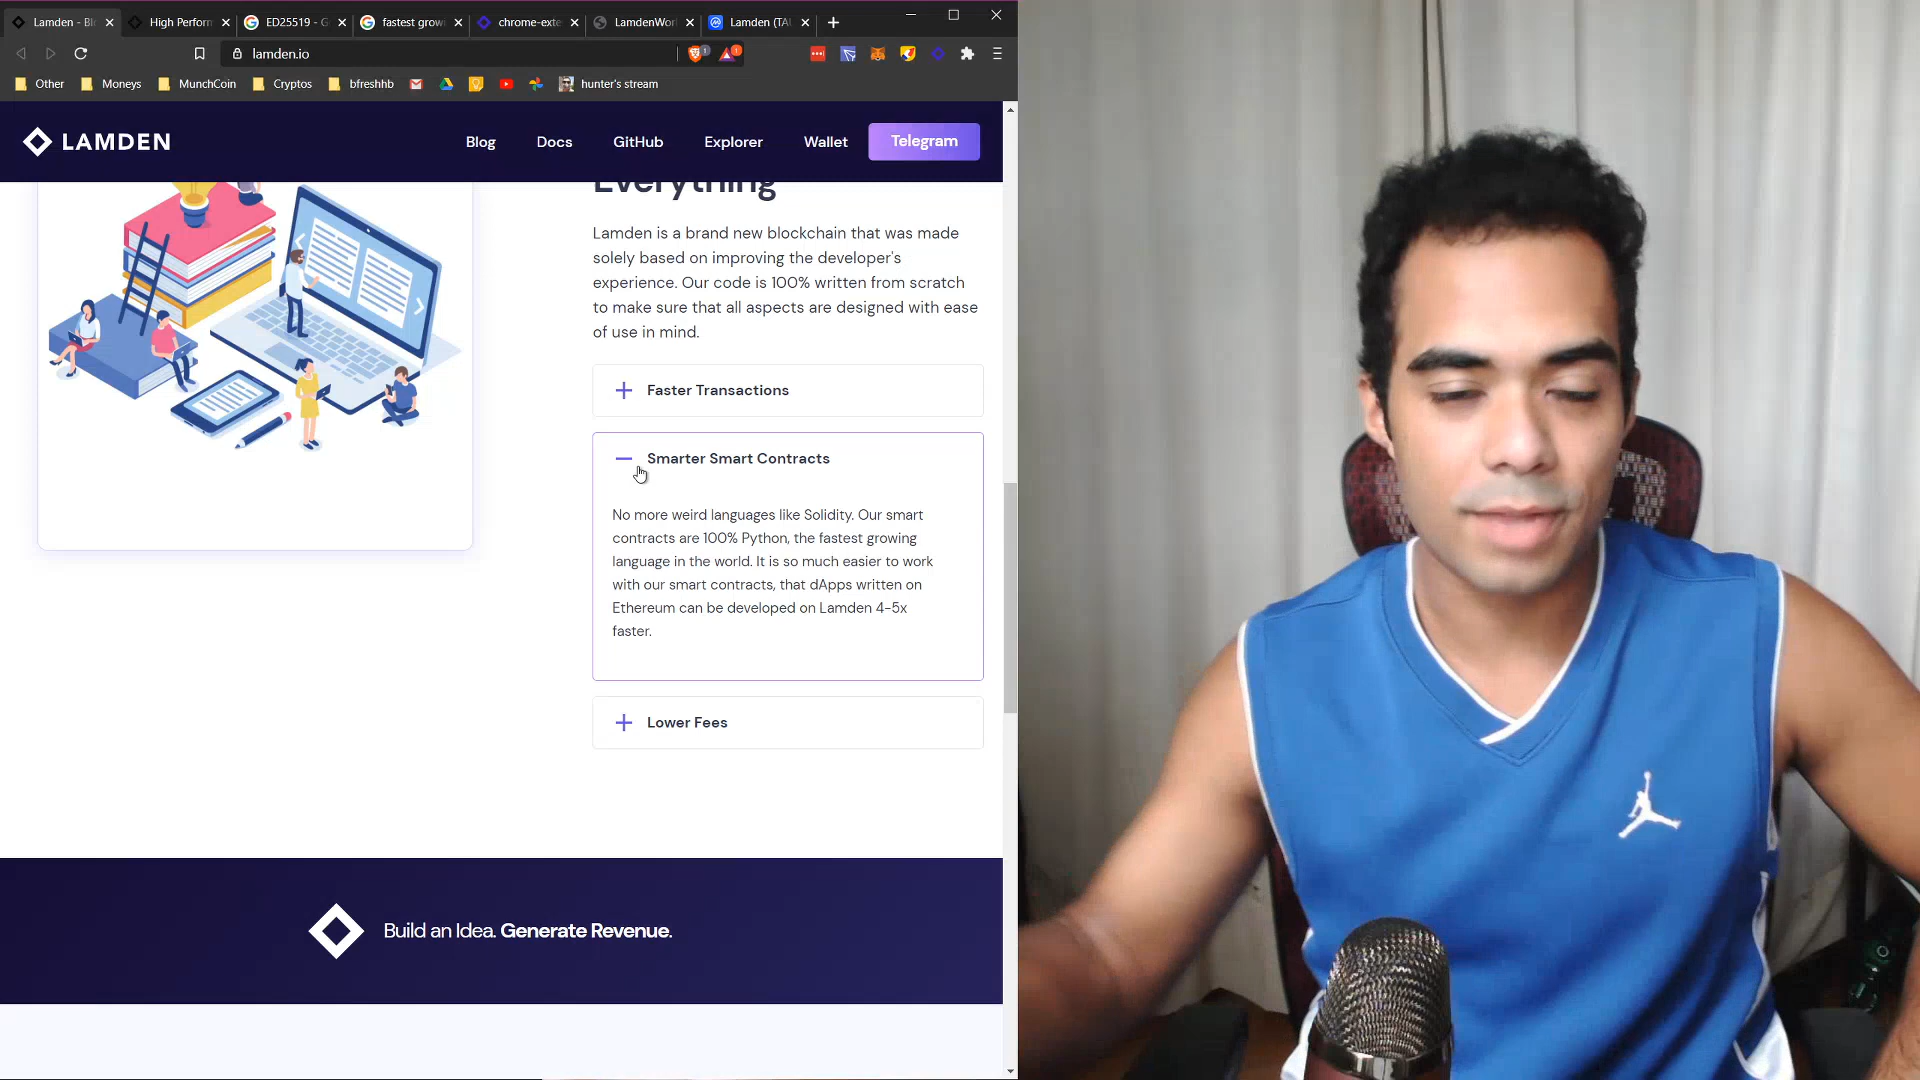 Lamden - Bl
High Perform
ED25519 - G
fastest grow
chrome-exte
LamdenWor
Lamden (TAU
lamden.io
1
1
Other
Moneys
MunchCoin
Cryptos
bfreshhb
hunter's stream
LAMDEN
Blog
Docs
GitHub
Explorer
Wallet
Telegram
Everything
Lamden is a brand new blockchain that was made
solely based on improving the developer's
experience. Our code is 100% written from scratch
to make sure that all aspects are designed with ease
of use in mind.
Faster Transactions
Smarter Smart Contracts
No more weird languages like Solidity. Our smart
contracts are 100% Python, the fastest growing
language in the world. It is so much easier to work
with our smart contracts, that dApps written on
Ethereum can be developed on Lamden 4-5x
faster.
Lower Fees
Build an Idea. Generate Revenue.